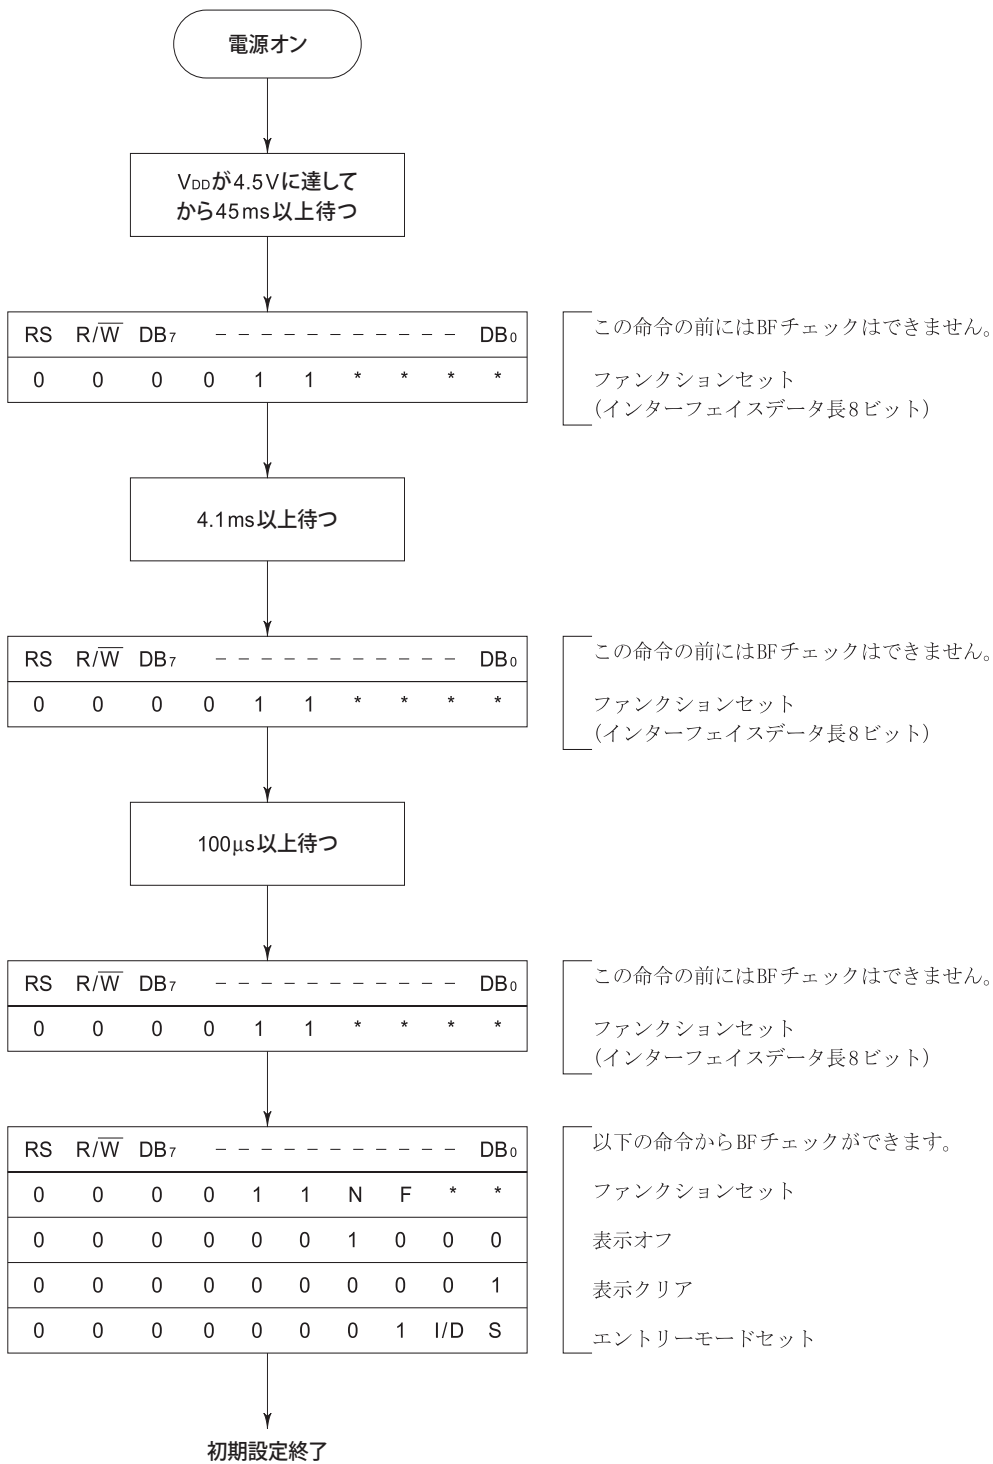 電源オン
VDDが4.5Vに達して
から45ms以上待つ
RS R/W DB7 - - - - - - - - - - - DB0
0 0 0 0 1 1 * * * *
この命令の前にはBFチェックはできません。
ファンクションセット
(インターフェイスデータ長8ビット)
4.1ms以上待つ
RS R/W DB7 - - - - - - - - - - - DB0
0 0 0 0 1 1 * * * *
この命令の前にはBFチェックはできません。
ファンクションセット
(インターフェイスデータ長8ビット)
100μs以上待つ
RS R/W DB7 - - - - - - - - - - - DB0
0 0 0 0 1 1 * * * *
この命令の前にはBFチェックはできません。
ファンクションセット
(インターフェイスデータ長8ビット)
RS R/W DB7 - - - - - - - - - - - DB0
以下の命令からBFチェックができます。
0 0 0 0 1 1 N F * *
ファンクションセット
0 0 0 0 0 0 1 0 0 0
表示オフ
0 0 0 0 0 0 0 0 0 1
表示クリア
0 0 0 0 0 0 0 1 I/D S
エントリーモードセット
初期設定終了